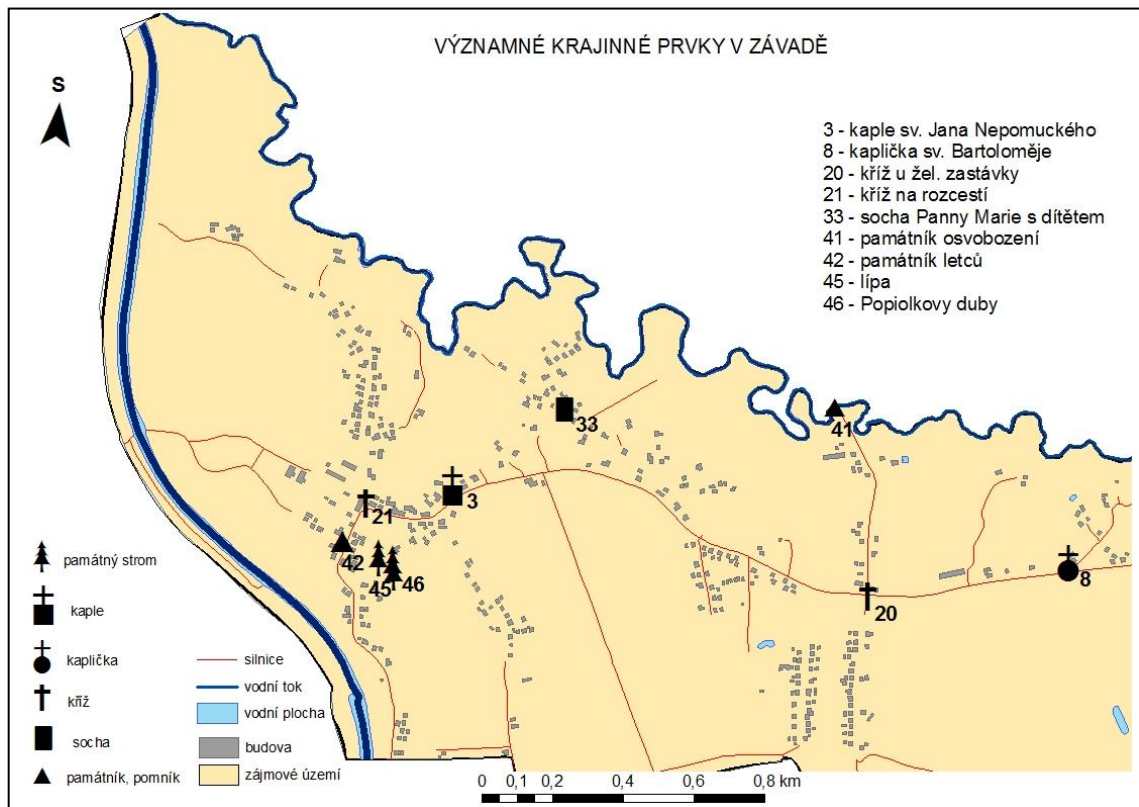 VÝZNAMNÉ KRAJINNÉ PRVKY V ZÁVADĚ
S
3 - kaple sv. Jana Nepomuckého
8 - kaplička sv. Bartoloměje
20 - kříž u žel. zastávky
21 - kříž na rozcestí
33 - socha Panny Marie s dítětem
41 - památník osvobození
42 - památník letců
45 - lípa
46 - Popiolkovy duby
33
41
3
21
42
45
46
8
20
památný strom
kaple
kaplička
kříž
socha
památník, pomník
silnice
vodní tok
vodní plocha
budova
zájmové území
0 0,1 0,2 0,4 0,6 0,8 km